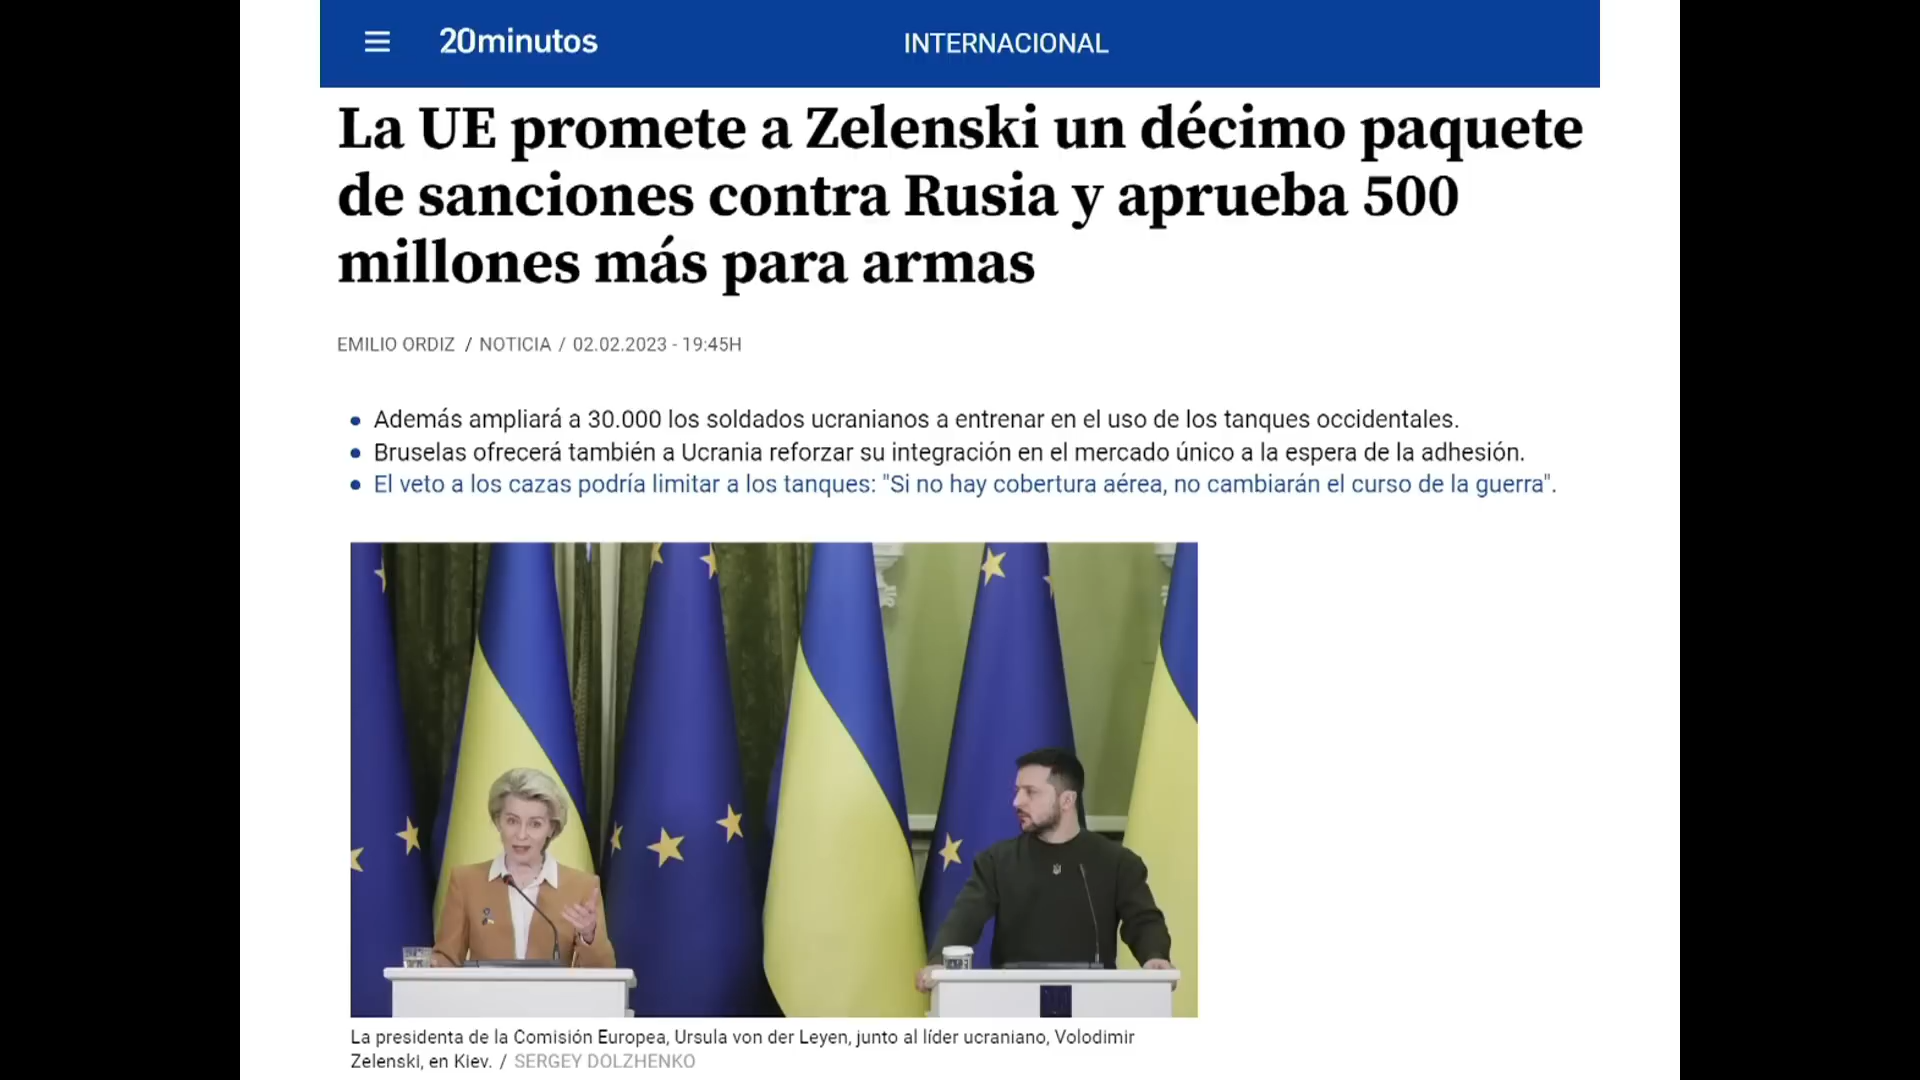 20minutos
INTERNACIONAL
La UE promete a Zelenski un décimo paquete
de sanciones contra Rusia y aprueba 500
millones más para armas
EMILIO ORDIZ / NOTICIA / 02.02.2023 - 19:45H
Además ampliará a 30.000 los soldados ucranianos a entrenar en el uso de los tanques occidentales.
Bruselas ofrecerá también a Ucrania reforzar su integración en el mercado único a la espera de la adhesión.
El veto a los cazas podría limitar a los tanques: "Si no hay cobertura aérea, no cambiarán el curso de la guerra".
La presidenta de la Comisión Europea, Ursula von der Leyen, junto al líder ucraniano, Volodimir
Zelenski, en Kiev. / SERGEY DOLZHENKO